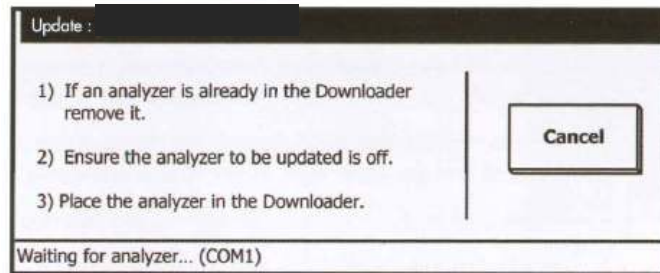 Update :
1) If an analyzer is already in the Downloader
remove it.
2) Ensure the analyzer to be updated is off.
3) Place the analyzer in the Downloader.
Cancel
Waiting for analyzer... (COM1)